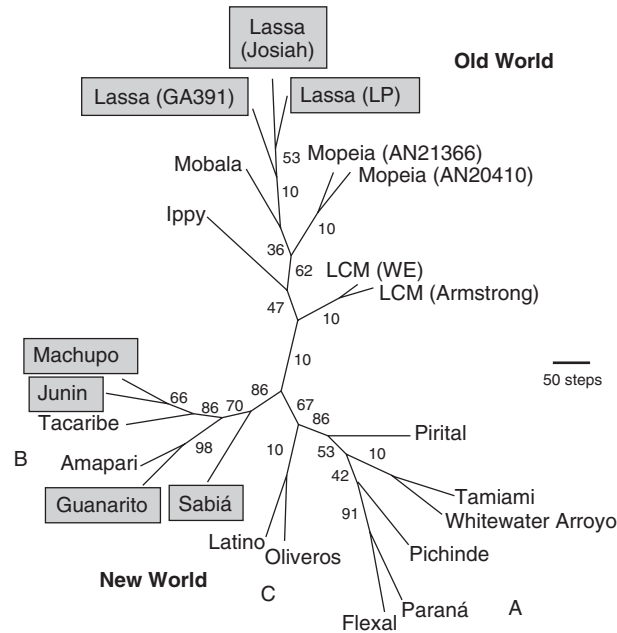 Lassa
(Josiah)
Old World
Lassa (GA391)
Lassa (LP)
53
Mopeia (AN21366)
Mobala
Mopeia (AN20410)
10
Ippy
10
36
62
LCM (WE)
LCM (Armstrong)
47
10
10
50 steps
Machupo
Junin
66
86
70
86
67
86
Tacaribe
Pirital
B
98
10
53
10
Amapari
42
Guanarito
Sabiá
91
Tamiami
Whitewater Arroyo
Latino
Oliveros
Pichinde
New World
C
Paraná
A
Flexal